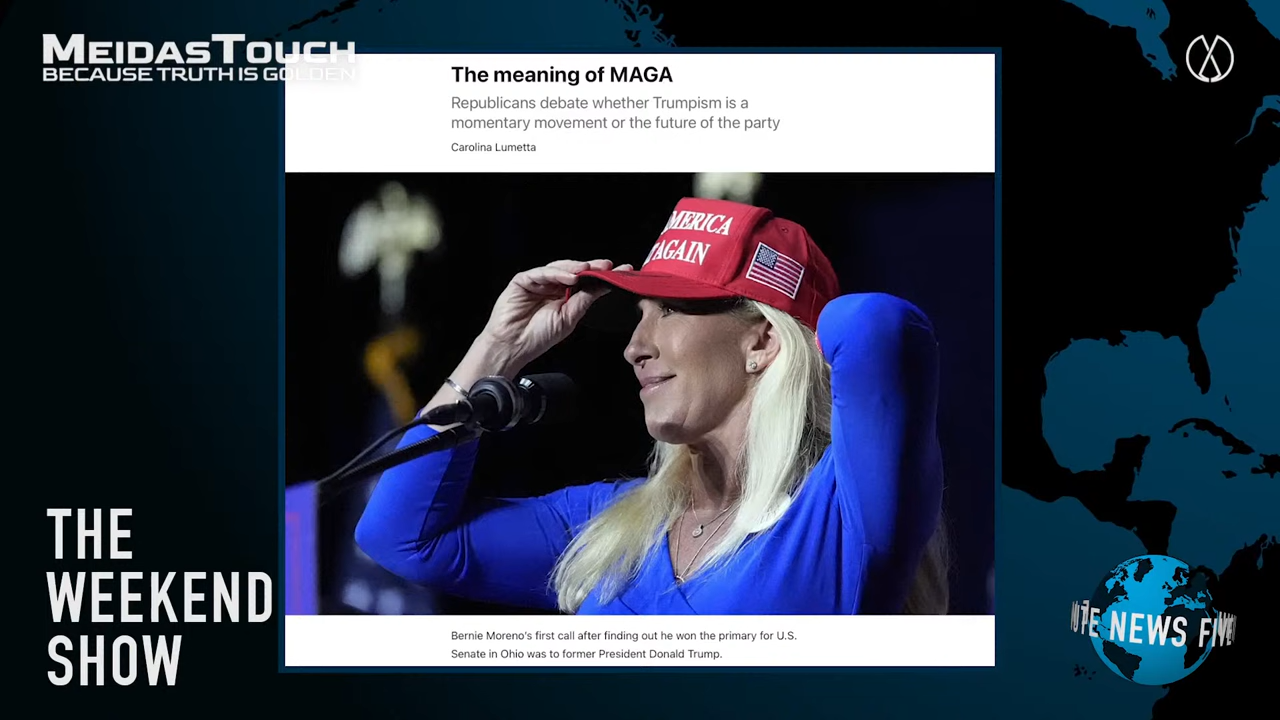 MEIDASTOUCH
BECAUSE TRUTH IS GOLDEN
The meaning of MAGA
Republicans debate whether Trumpism is a
momentary movement or the future of the party
Carolina Lumetta
MERICA
AGAIN
Bernie Moreno's first call after finding out he won the primary for U.S.
Senate in Ohio was to former President Donald Trump.
THE
WEEKEND
SHOW
NEWS